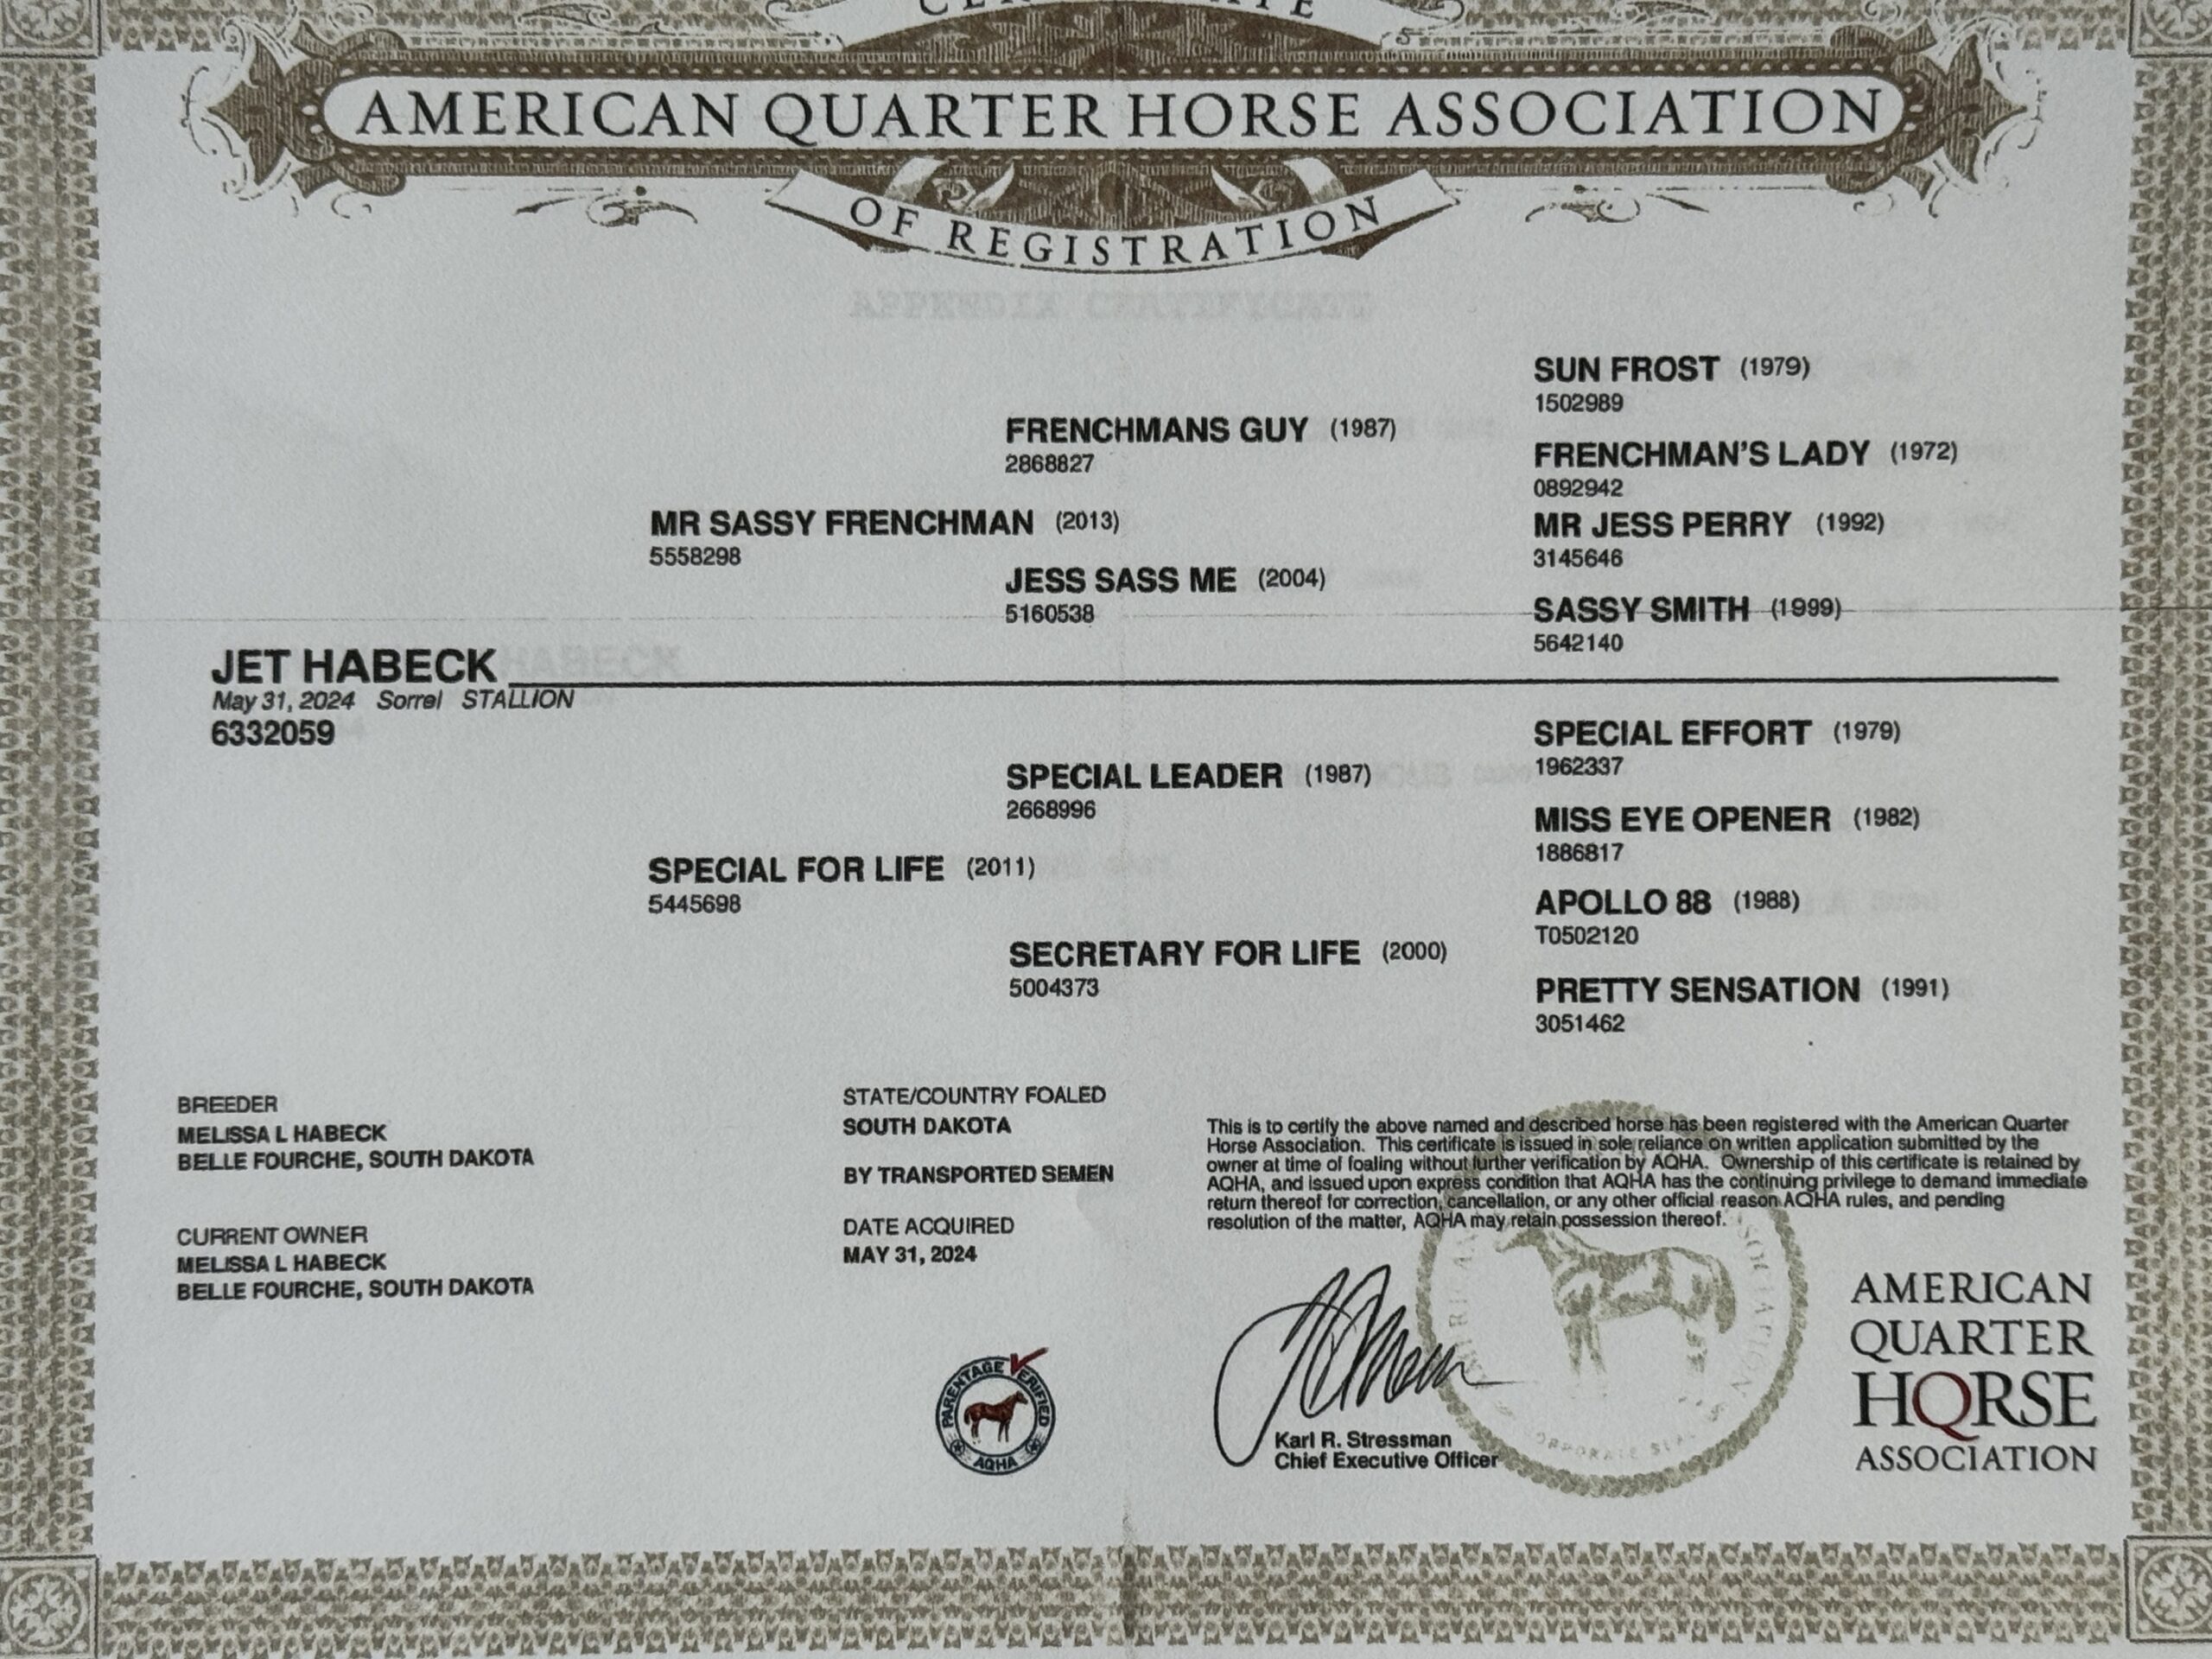 AMERICAN QUARTER HORSE ASSOCIATION
OF REGISTRATION
SUN FROST (1979)
1502989
FRENCHMANS GUY (1987)
2868827
FRENCHMAN'S LADY (1972)
0892942
MR SASSY FRENCHMAN (2013)
5558298
MR JESS PERRY (1992)
3145646
JESS SASS ME (2004)
5160538
SASSY SMITH (1999)
5642140
JET HABECK
May 31, 2024 Sorrel STALLION
6332059
SPECIAL EFFORT (1979)
1962337
SPECIAL LEADER (1987)
2668996
MISS EYE OPENER (1982)
1886817
SPECIAL FOR LIFE (2011)
5445698
APOLLO 88 (1988)
T0502120
SECRETARY FOR LIFE (2000)
5004373
PRETTY SENSATION (1991)
3051462
BREEDER
MELISSA L HABECK
BELLE FOURCHE, SOUTH DAKOTA
CURRENT OWNER
MELISSA L HABECK
BELLE FOURCHE, SOUTH DAKOTA
STATE/COUNTRY FOALED
SOUTH DAKOTA
BY TRANSPORTED SEMEN
DATE ACQUIRED
MAY 31, 2024
This is to certify the above named and described horse has been registered with the American Quarter
Horse Association. This certificate is issued in sole reliance on written application submitted by the
owner at time of foaling without further verification by AQHA. Ownership of this certificate is retained by
AQHA, and issued upon express condition that AQHA has the continuing privilege to demand immediate
return thereof for correction, cancellation, or any other official reason AQHA rules, and pending
resolution of the matter, AQHA may retain possession thereof.
PARENTAGE VERIFIED
AQHA
Karl R. Stressman
Chief Executive Officer
AMERICAN
QUARTER
HORSE
ASSOCIATION